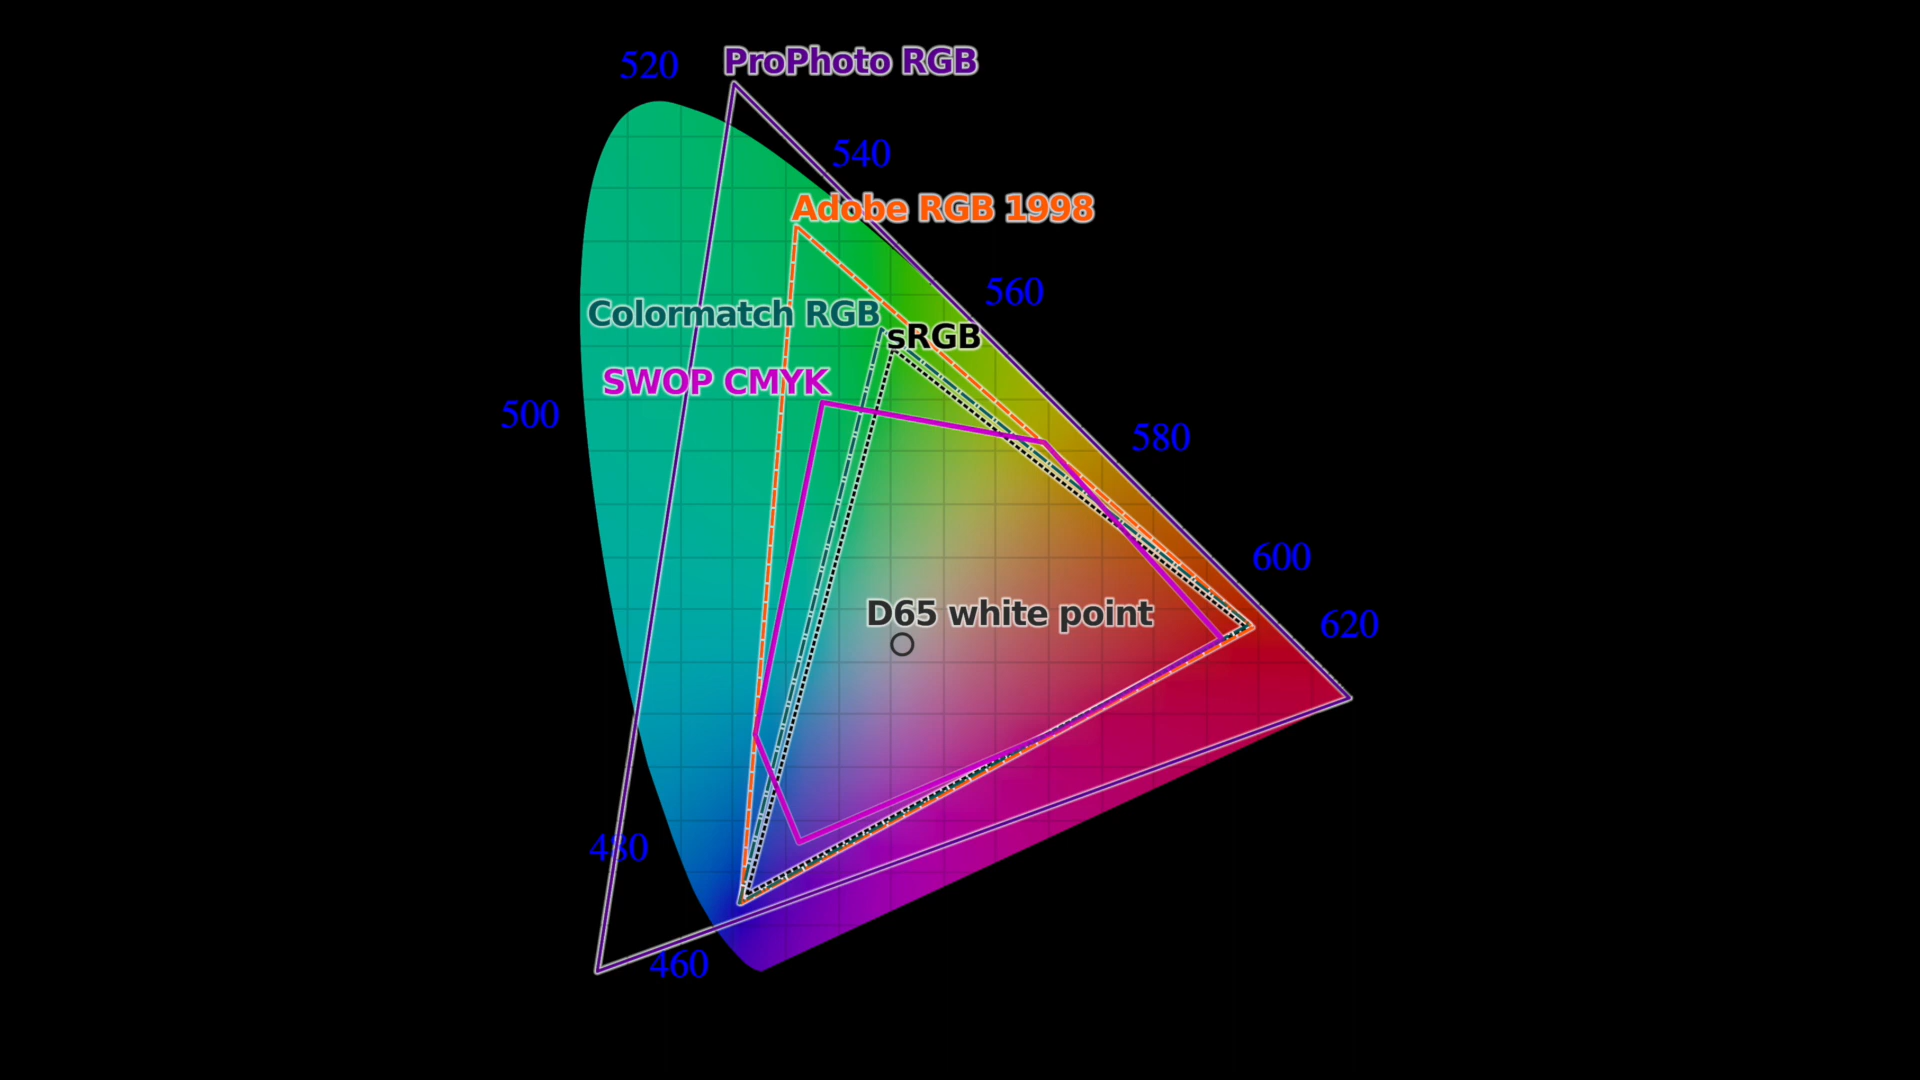 ProPhoto RGB
520
540
Adobe RGB 1998
560
Colormatch RGB
sRGB
SWOP CMYK
500
580
600
D65 white point
620
480
460